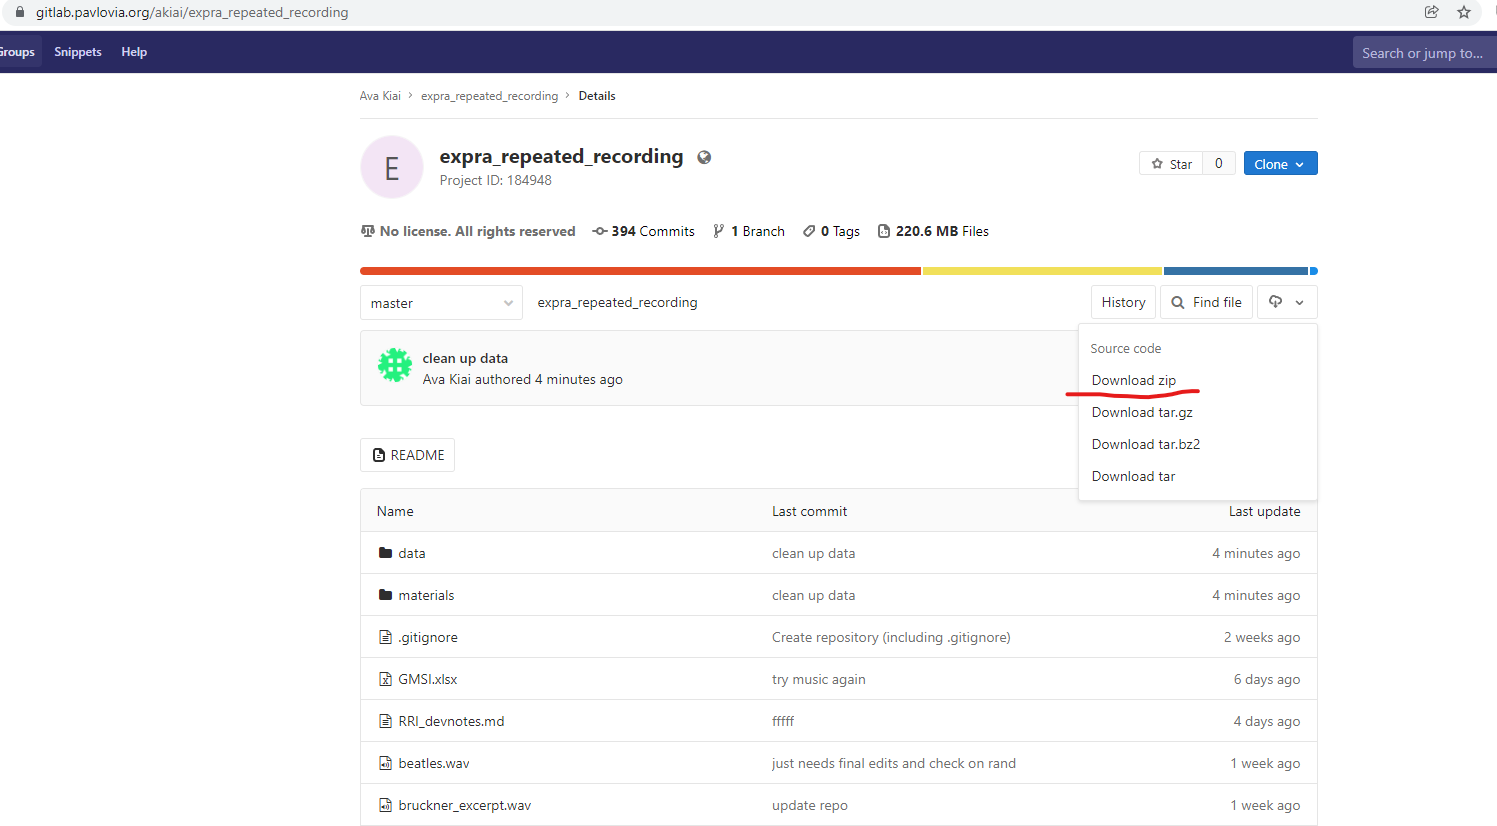 gitlab.pavlovia.org/akiai/expra_repeated_recording
Groups Snippets Help Search or jump to...
Ava Kiai > expra_repeated_recording > Details
E
expra_repeated_recording
Project ID: 184948
Star 0 Clone
No license. All rights reserved 394 Commits 1 Branch 0 Tags 220.6 MB Files
master expra_repeated_recording History Find file
Source code
Download zip
Download tar.gz
Download tar.bz2
Download tar
clean up data
Ava Kiai authored 4 minutes ago
README
Name Last commit Last update
data clean up data 4 minutes ago
materials clean up data 4 minutes ago
.gitignore Create repository (including .gitignore) 2 weeks ago
GMSI.xlsx try music again 6 days ago
RRI_devnotes.md fffff 4 days ago
beatles.wav just needs final edits and check on rand 1 week ago
bruckner_excerpt.wav update repo 1 week ago